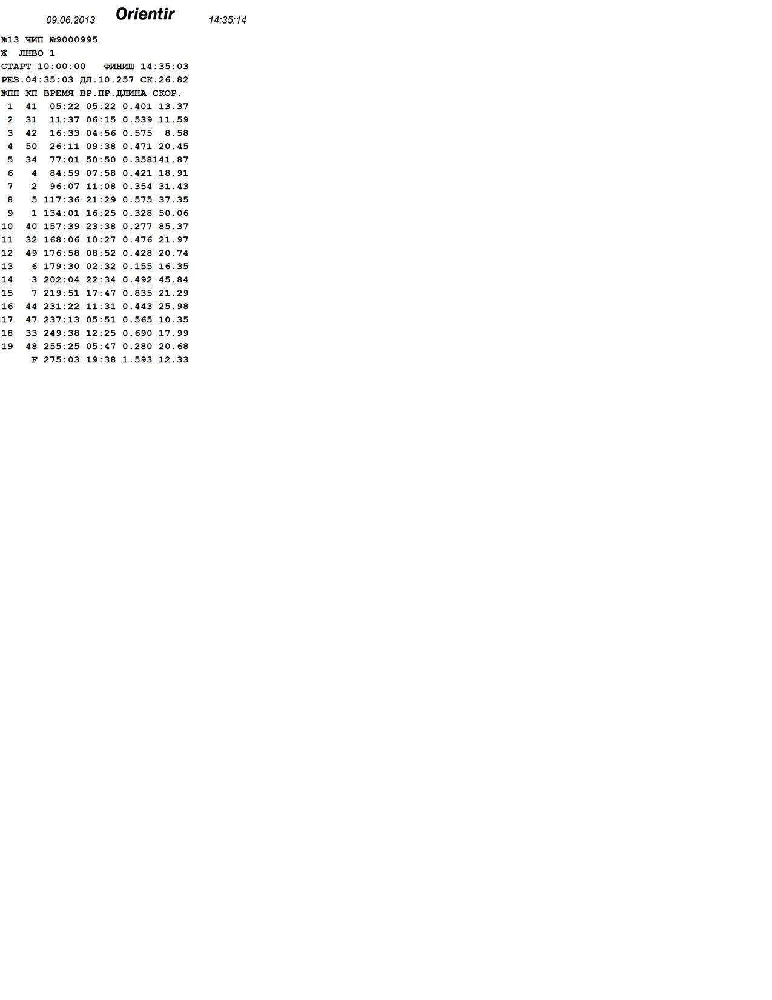 09.06.2013 Orientir 14:35:14
№13 ЧИП №9000995
Ж ЛНВО 1
СТАРТ 10:00:00 ФИНИШ 14:35:03
РЕЗ.04:35:03 ДЛ.10.257 СК.26.82
№ПП КП ВРЕМЯ ВР.ПР.ДЛИНА СКОР.
1 41 05:22 05:22 0.401 13.37
2 31 11:37 06:15 0.539 11.59
3 42 16:33 04:56 0.575 8.58
4 50 26:11 09:38 0.471 20.45
5 34 77:01 50:50 0.358141.87
6 4 84:59 07:58 0.421 18.91
7 2 96:07 11:08 0.354 31.43
8 5 117:36 21:29 0.575 37.35
9 1 134:01 16:25 0.328 50.06
10 40 157:39 23:38 0.277 85.37
11 32 168:06 10:27 0.476 21.97
12 49 176:58 08:52 0.428 20.74
13 6 179:30 02:32 0.155 16.35
14 3 202:04 22:34 0.492 45.84
15 7 219:51 17:47 0.835 21.29
16 44 231:22 11:31 0.443 25.98
17 47 237:13 05:51 0.565 10.35
18 33 249:38 12:25 0.690 17.99
19 48 255:25 05:47 0.280 20.68
F 275:03 19:38 1.593 12.33